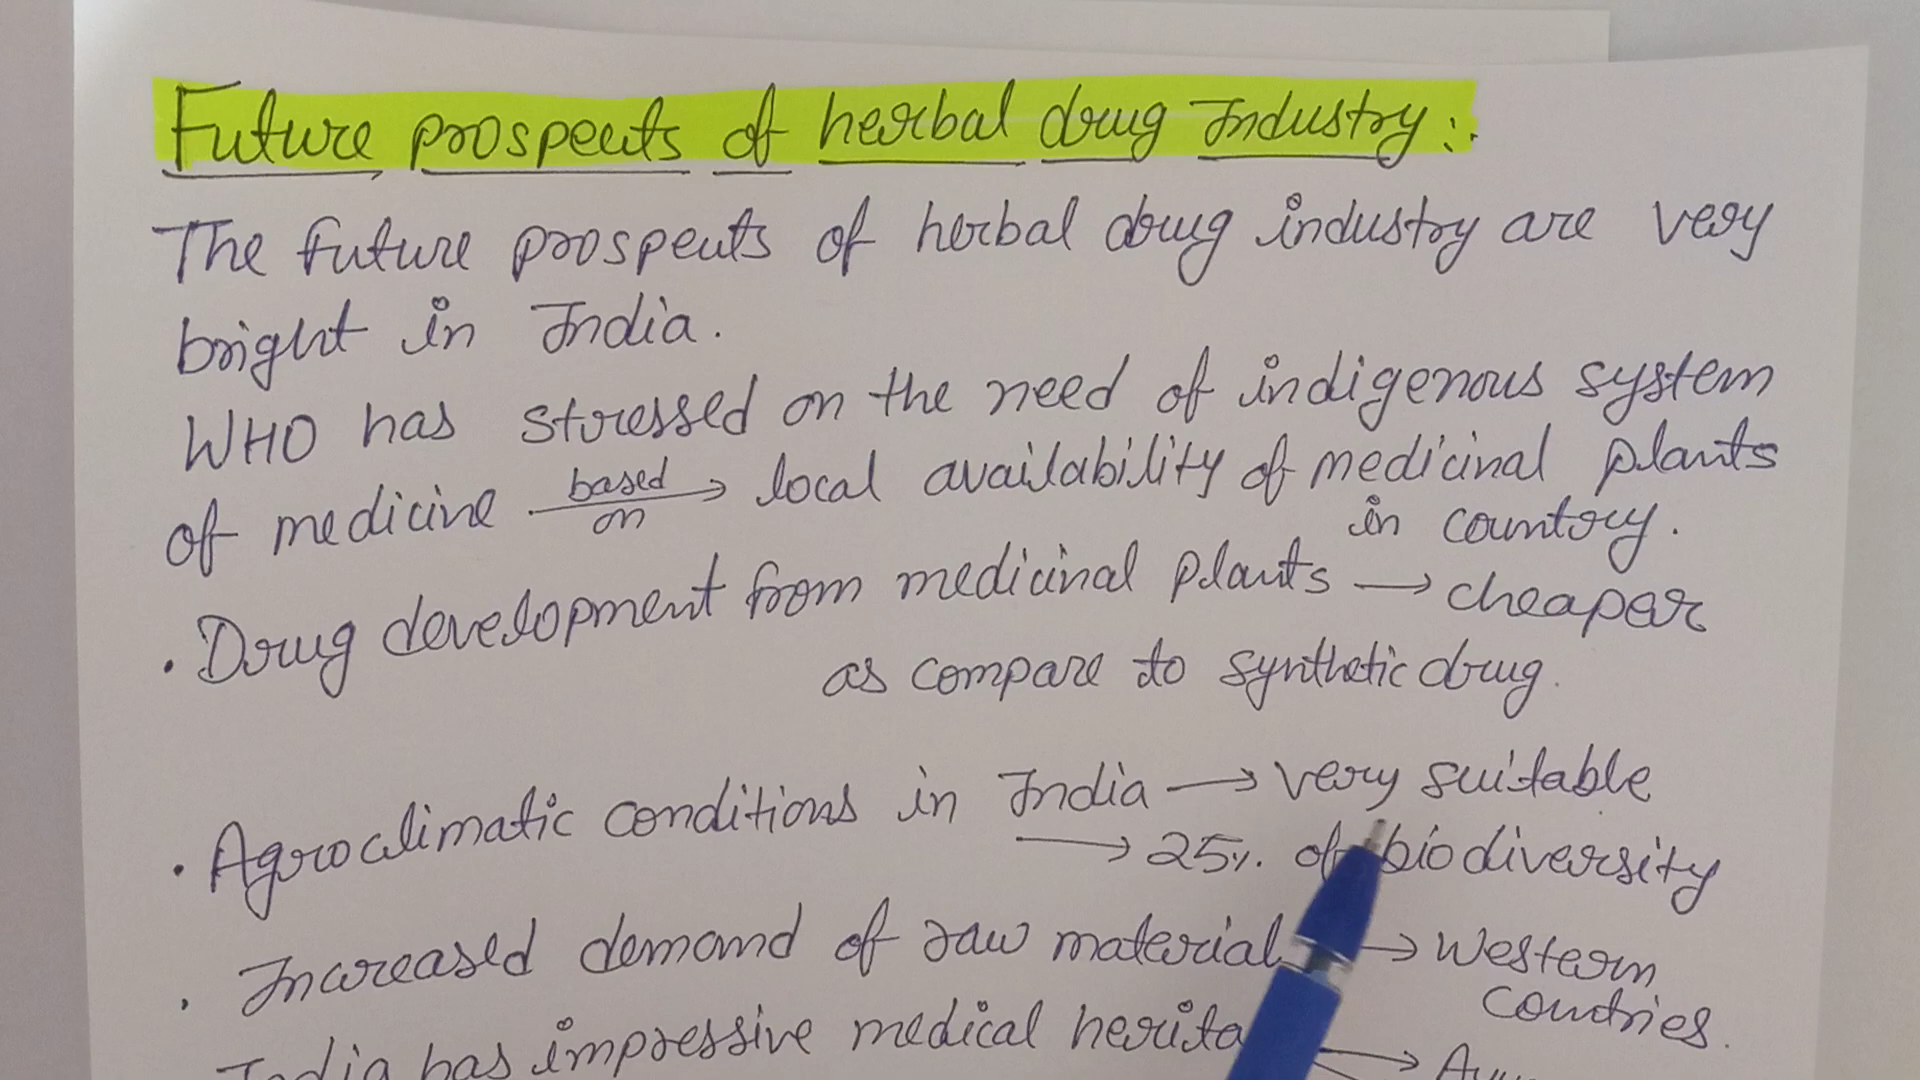 Future prospects of herbal drug Industry :-
The future prospects of herbal drug industry are very
bright in India.
WHO has stressed on the need of indigenous system
of medicine based on → local availability of medicinal plants
in country.
• Drug development from medicinal plants → cheaper
as compare to synthetic drug.
• Agroclimatic conditions in India → very suitable
→ 25% of biodiversity
• Increased demand of raw material → Western
countries.
India has impressive medical →